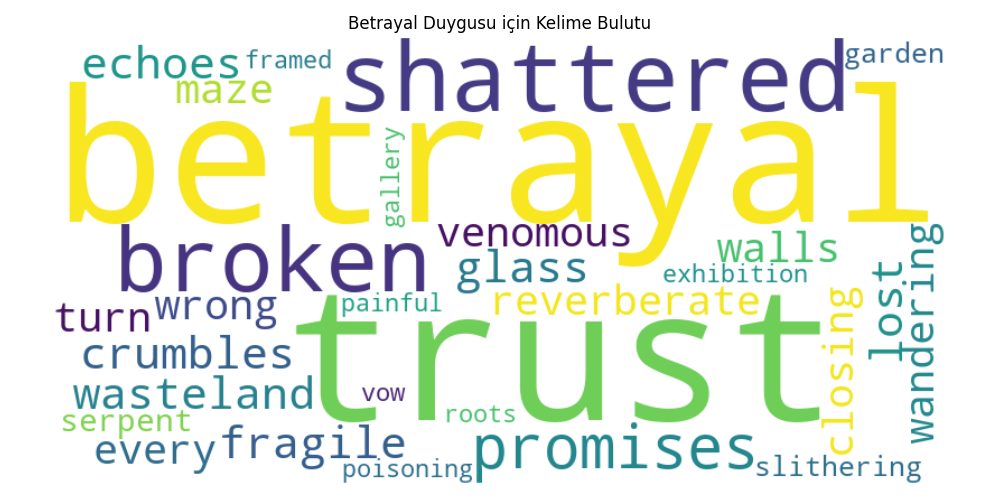 Betrayal Duygusu için Kelime Bulutu
echoes framed shattered garden
maze
betrayal
gallery
broken venomous walls wandering
glass exhibition lost
turn wrong painful reverberate closing
trust
crumbles
wasteland vow
serpent roots
every fragile promises
poisoning slithering